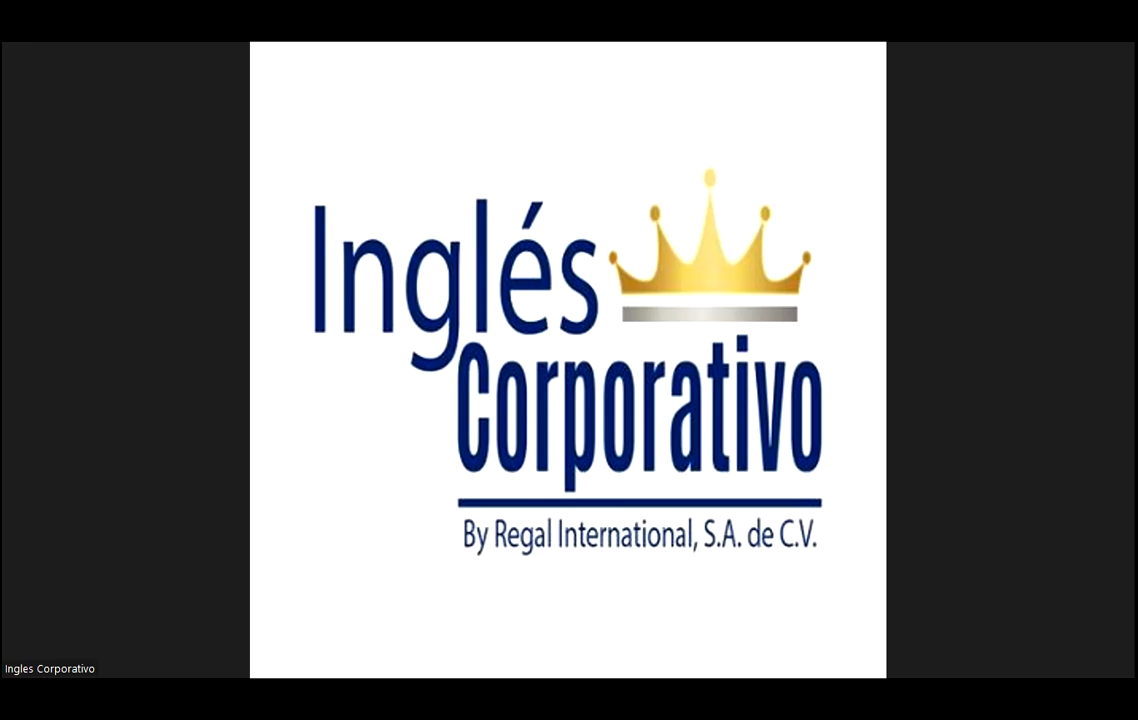 Inglés
Corporativo
By Regal International, S.A. de C.V.
Ingles Corporativo